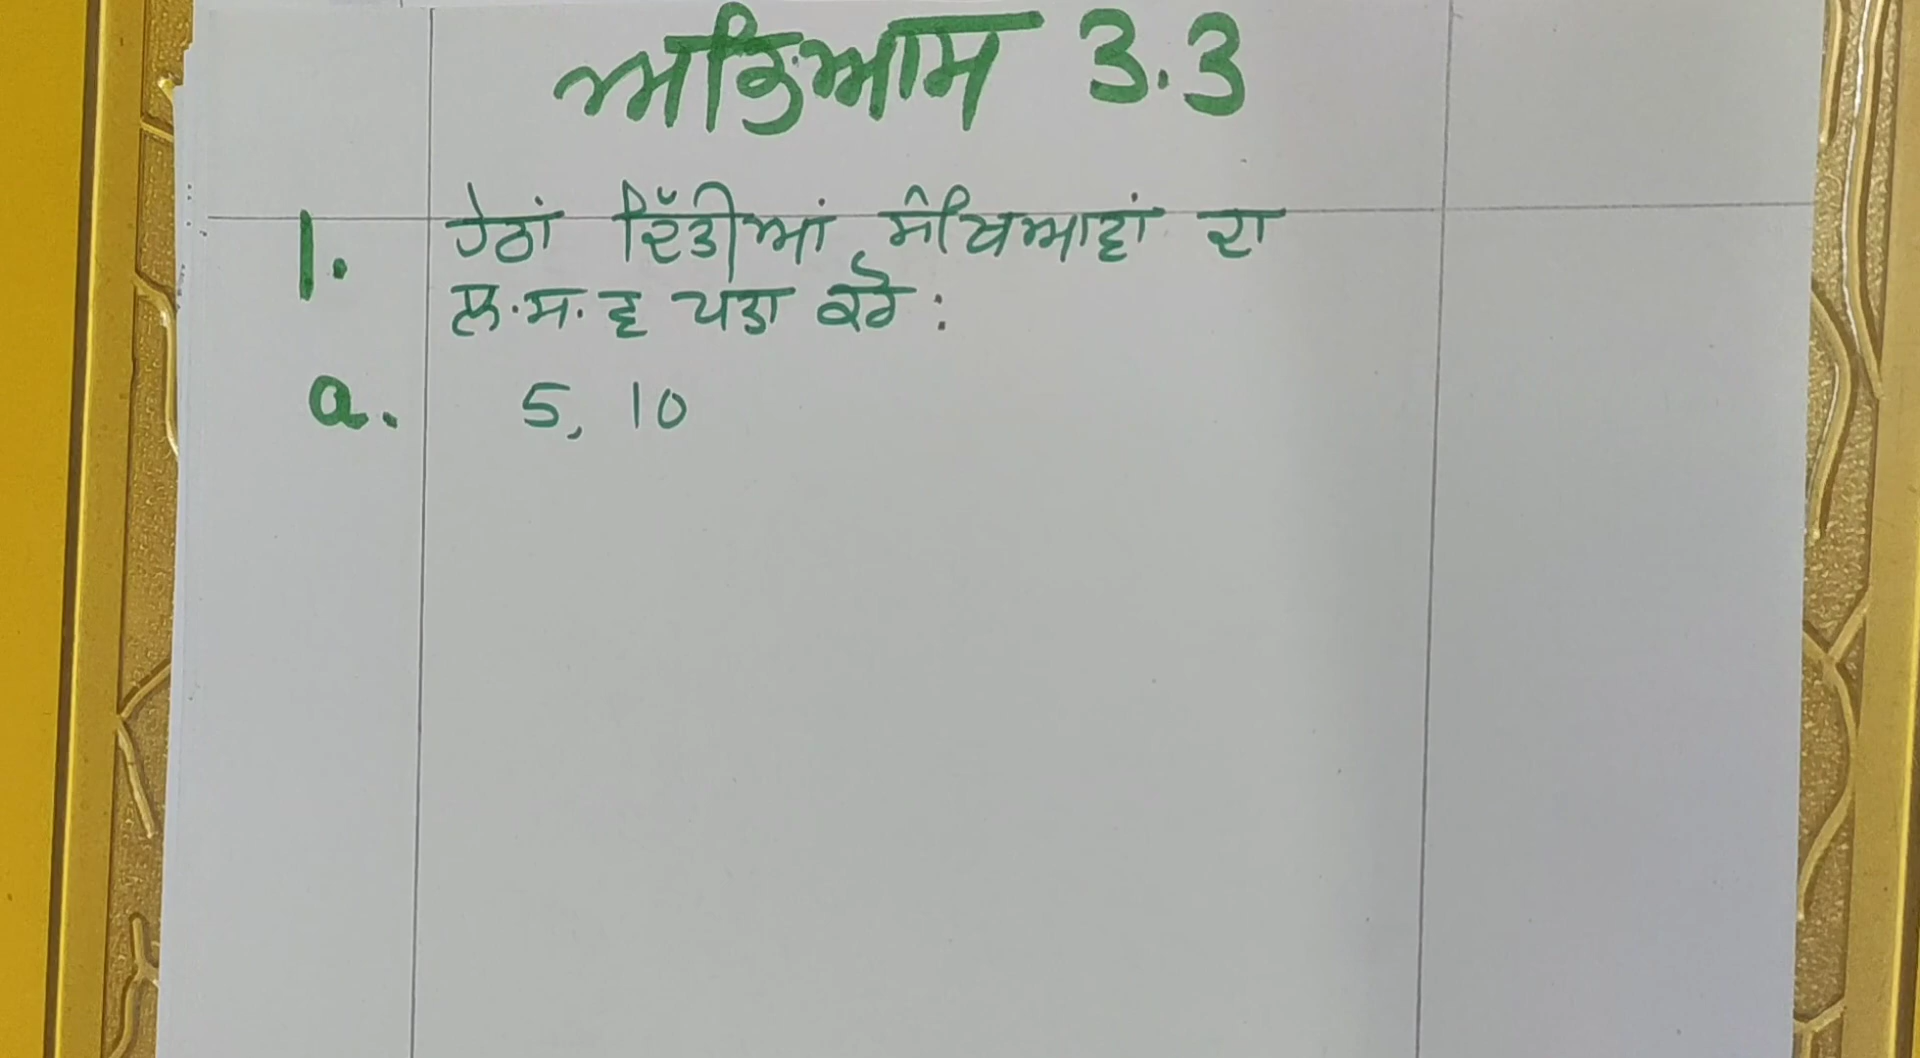 ਅਭਿਆਸ 3.3
1. ਹੇਠਾਂ ਦਿੱਤੀਆਂ ਸੰਖਿਆਵਾਂ ਦਾ
ਲ.ਸ.ਵ ਪਤਾ ਕਰੋ :
a. 5, 10